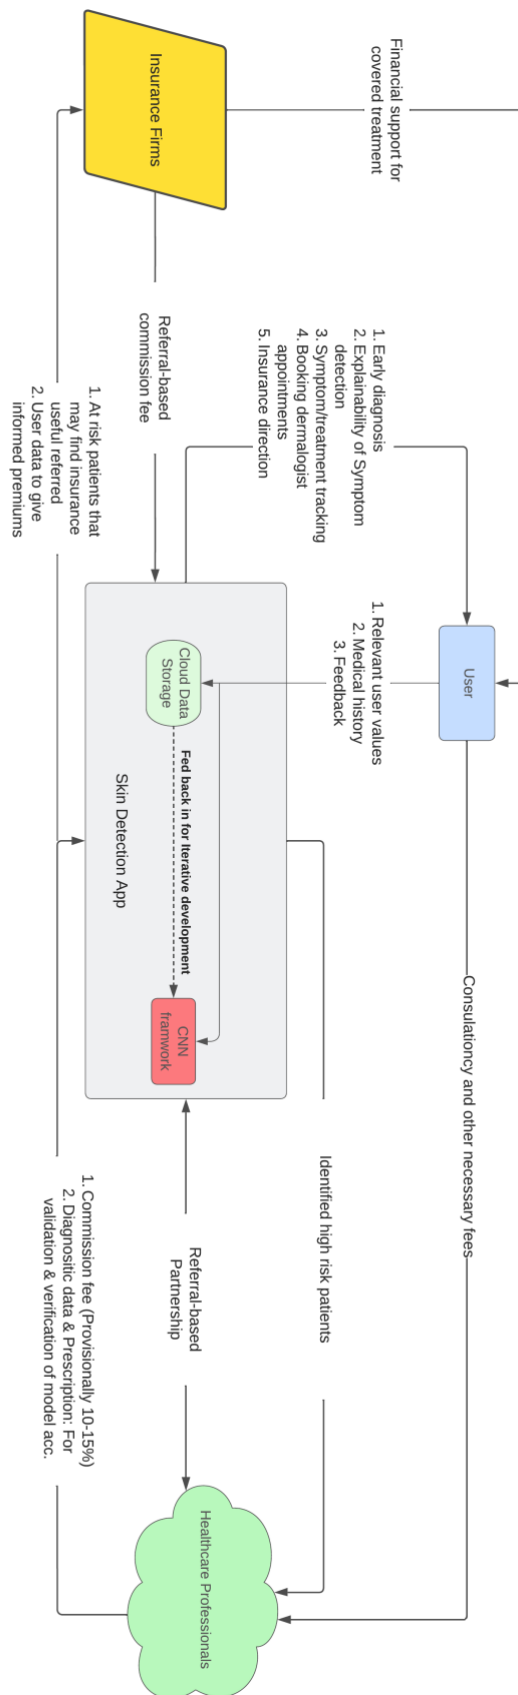 Financial support for
covered treatment
Insurance Firms
Referral-based
commission fee
1. Early diagnosis
2. Explainability of Symptom
detection
3. Symptom/treatment tracking
4. Booking dermalogist
appointments
5. Insurance direction
1. At risk patients that
may find insurance
useful referred
2. User data to give
informed premiums
User
1. Relevant user values
2. Medical history
3. Feedback
Cloud Data
Storage
Fed back in for Iterative development
CNN
framwork
Skin Detection App
Consulationcy and other necessary fees
Identified high risk patients
Referral-based
Partnership
1. Commission fee (Provisionally 10-15%)
2. Diagnositic data & Prescription: For
validation & verification of model acc.
Healthcare Professionals